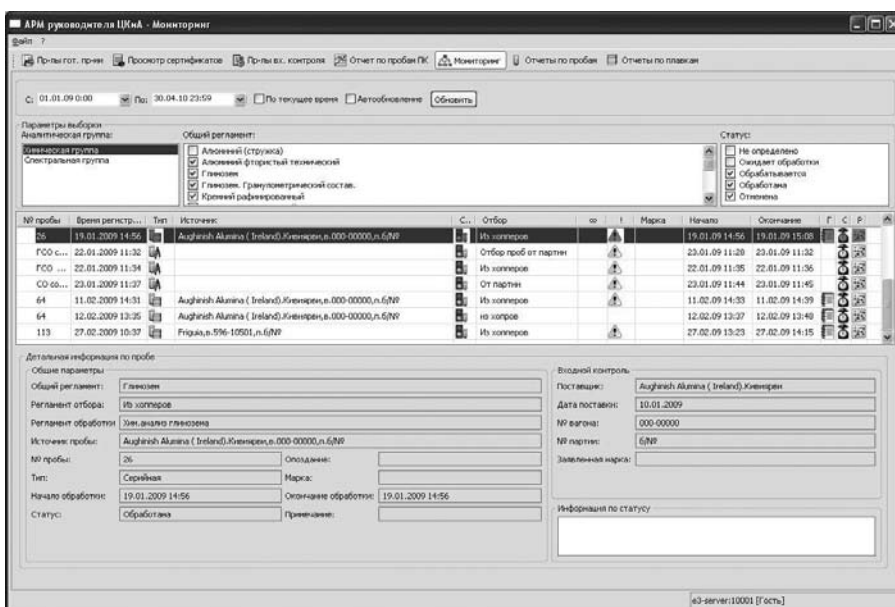 АРМ руководителя ЦКиА - Мониторинг
Файл ?
Пр-пы гот. пр-ии Просмотр сертификатов Пр-пы вх. контроля Отчет по пробам ПК Мониторинг Отчеты по пробам Отчеты по плавкам
С: 01.01.09 0:00 По: 30.04.10 23:59 По текущее время Автообновление Обновить
Параметры выборки
Аналитическая группа: Общий регламент: Статус:
Химическая группа
Спектральная группа
Алюминий (стружка)
Алюминий фтористый технический
Глинозем
Глинозем. Гранулометрический состав.
Кремний рафинированный
Не определено
Ожидает обработки
Обрабатывается
Обработана
Отменена
№ пробы Время регистр... Тип Источник С.. Отбор ∞ ! Марка Начало Окончание Г С Р
26 19.01.2009 14:56 Aughinish Alumina ( Ireland).Киемярен,в.000-00000,п.б/№ Из хопперов 19.01.09 14:56 19.01.09 15:08
ГСО с... 22.01.2009 11:32 Отбор проб от партии 23.01.09 11:28 23.01.09 11:32
ГСО ... 22.01.2009 11:34 Из хопперов 22.01.09 11:35 22.01.09 11:36
СО со... 23.01.2009 11:37 От партии 23.01.09 11:44 23.01.09 11:45
64 11.02.2009 14:31 Aughinish Alumina ( Ireland).Киемярен,в.000-00000,п.б/№ Из хопперов 11.02.09 14:33 11.02.09 14:39
64 12.02.2009 13:35 Aughinish Alumina ( Ireland).Киемярен,в.000-00000,п.б/№ из хопров 12.02.09 13:37 12.02.09 13:40
113 27.02.2009 10:37 Friguia,в.596-10501,п.б/№ Из хопперов 27.02.09 13:23 27.02.09 14:15
Детальная информация по пробе
Общие параметры
Общий регламент: Глинозем
Регламент отбора: Из хопперов
Регламент обработки Хим.анализ глинозема
Источник пробы: Aughinish Alumina ( Ireland).Киемярен,в.000-00000,п.б/№
№ пробы: 26 Опоздание:
Тип: Серийная Марка:
Начало обработки: 19.01.2009 14:56 Окончание обработки: 19.01.2009 14:56
Статус: Обработана Примечание:
Входной контроль
Поставщик: Aughinish Alumina ( Ireland).Киемярен
Дата поставки: 10.01.2009
№ вагона: 000-00000
№ партии: б/№
Заявленная марка:
Информация по статусу
e3-server:10001 [Гость]